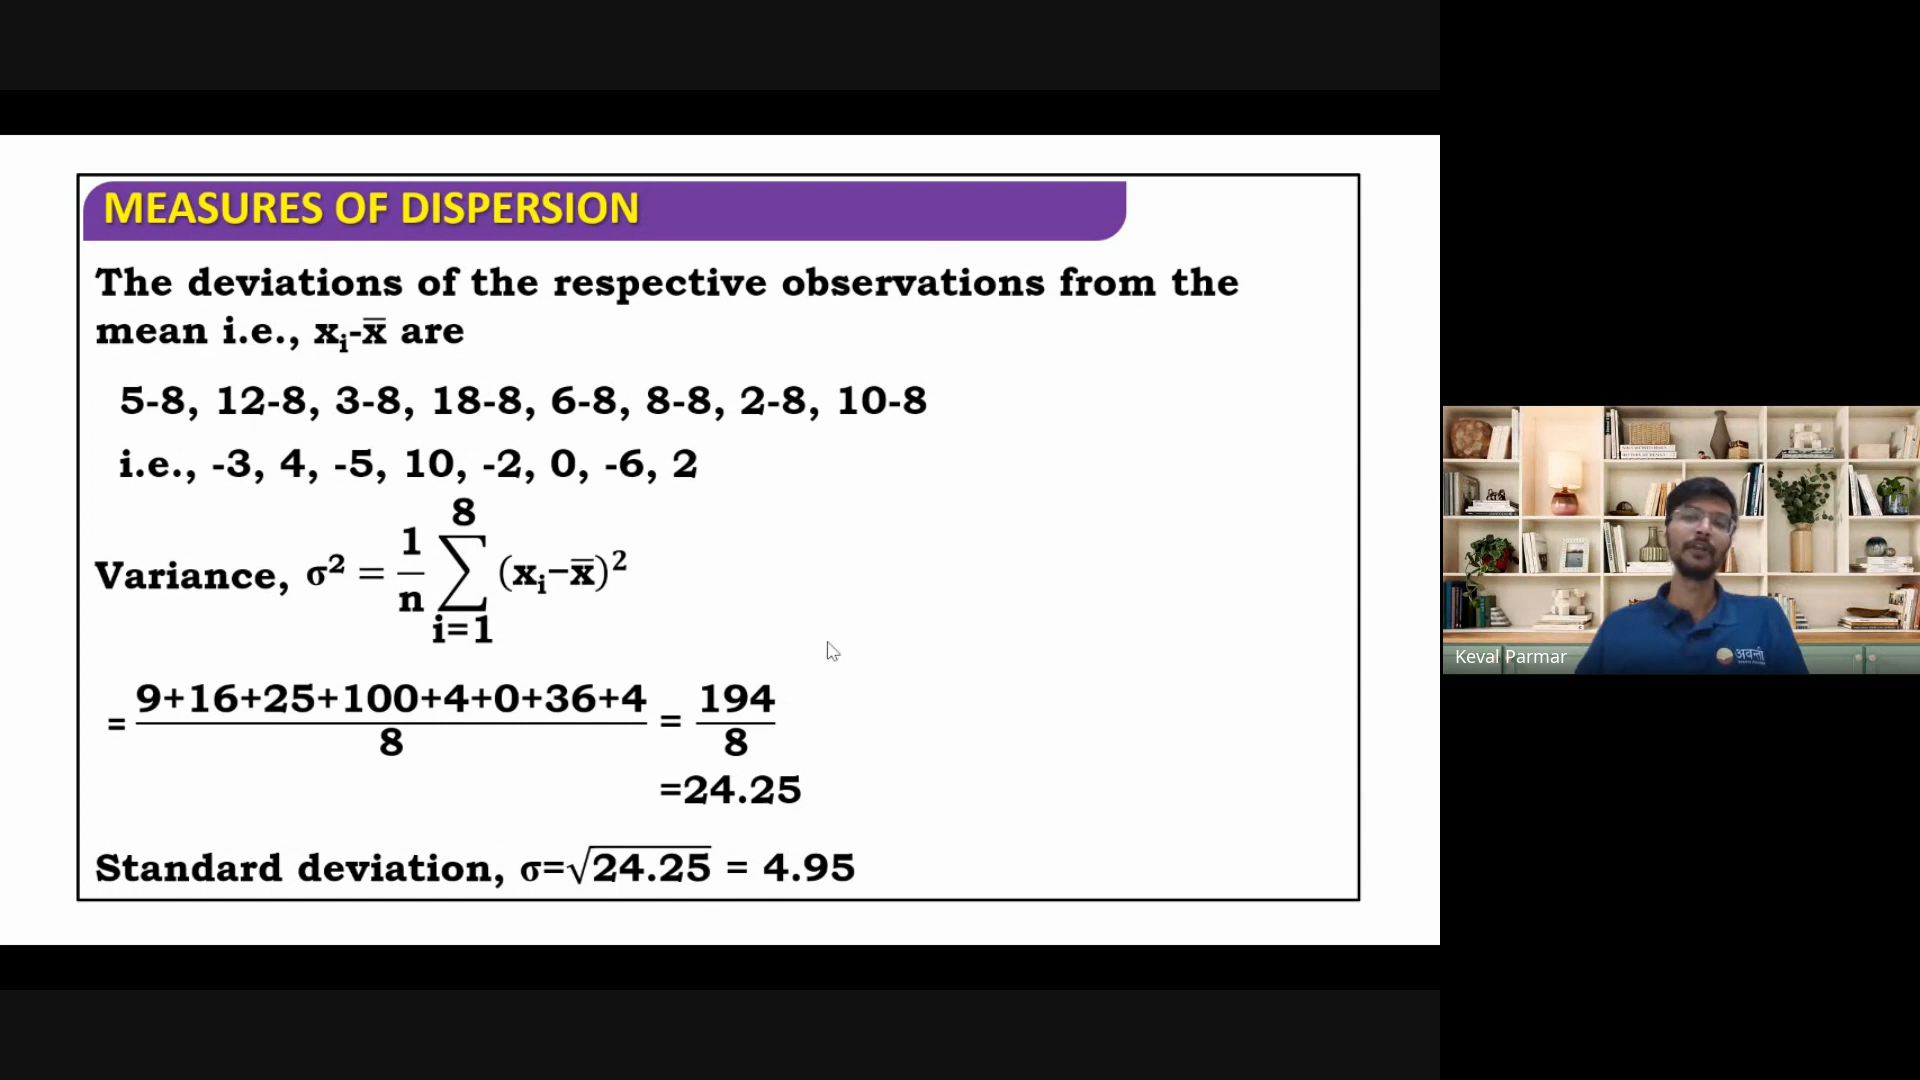 MEASURES OF DISPERSION
The deviations of the respective observations from the
mean i.e., xᵢ-x̅ are
5-8, 12-8, 3-8, 18-8, 6-8, 8-8, 2-8, 10-8
i.e., -3, 4, -5, 10, -2, 0, -6, 2
Variance, σ² = 1/n ∑ᵢ₌₁⁸ (xᵢ−x̅)²
= 9+16+25+100+4+0+36+4/8 = 194/8
=24.25
Standard deviation, σ=√24.25 = 4.95
अवन्ती
Keval Parmar